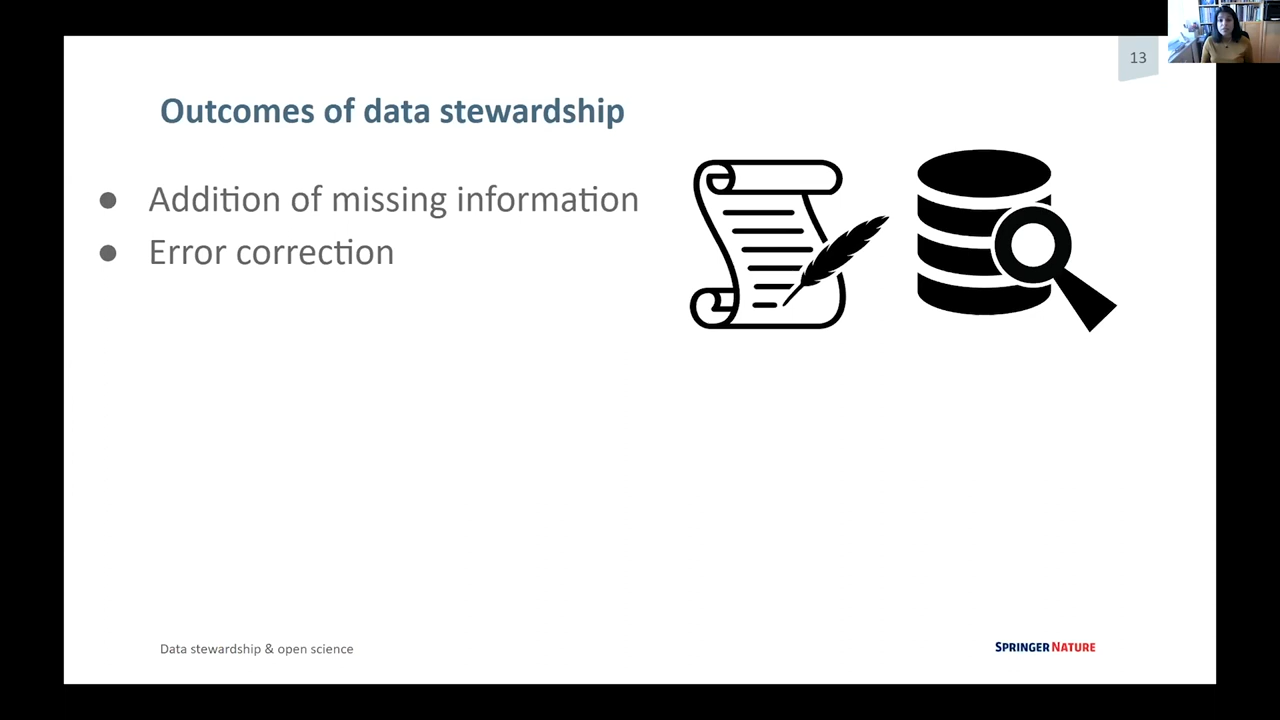 13
Outcomes of data stewardship
● Addition of missing information
● Error correction
Data stewardship & open science
SPRINGER NATURE